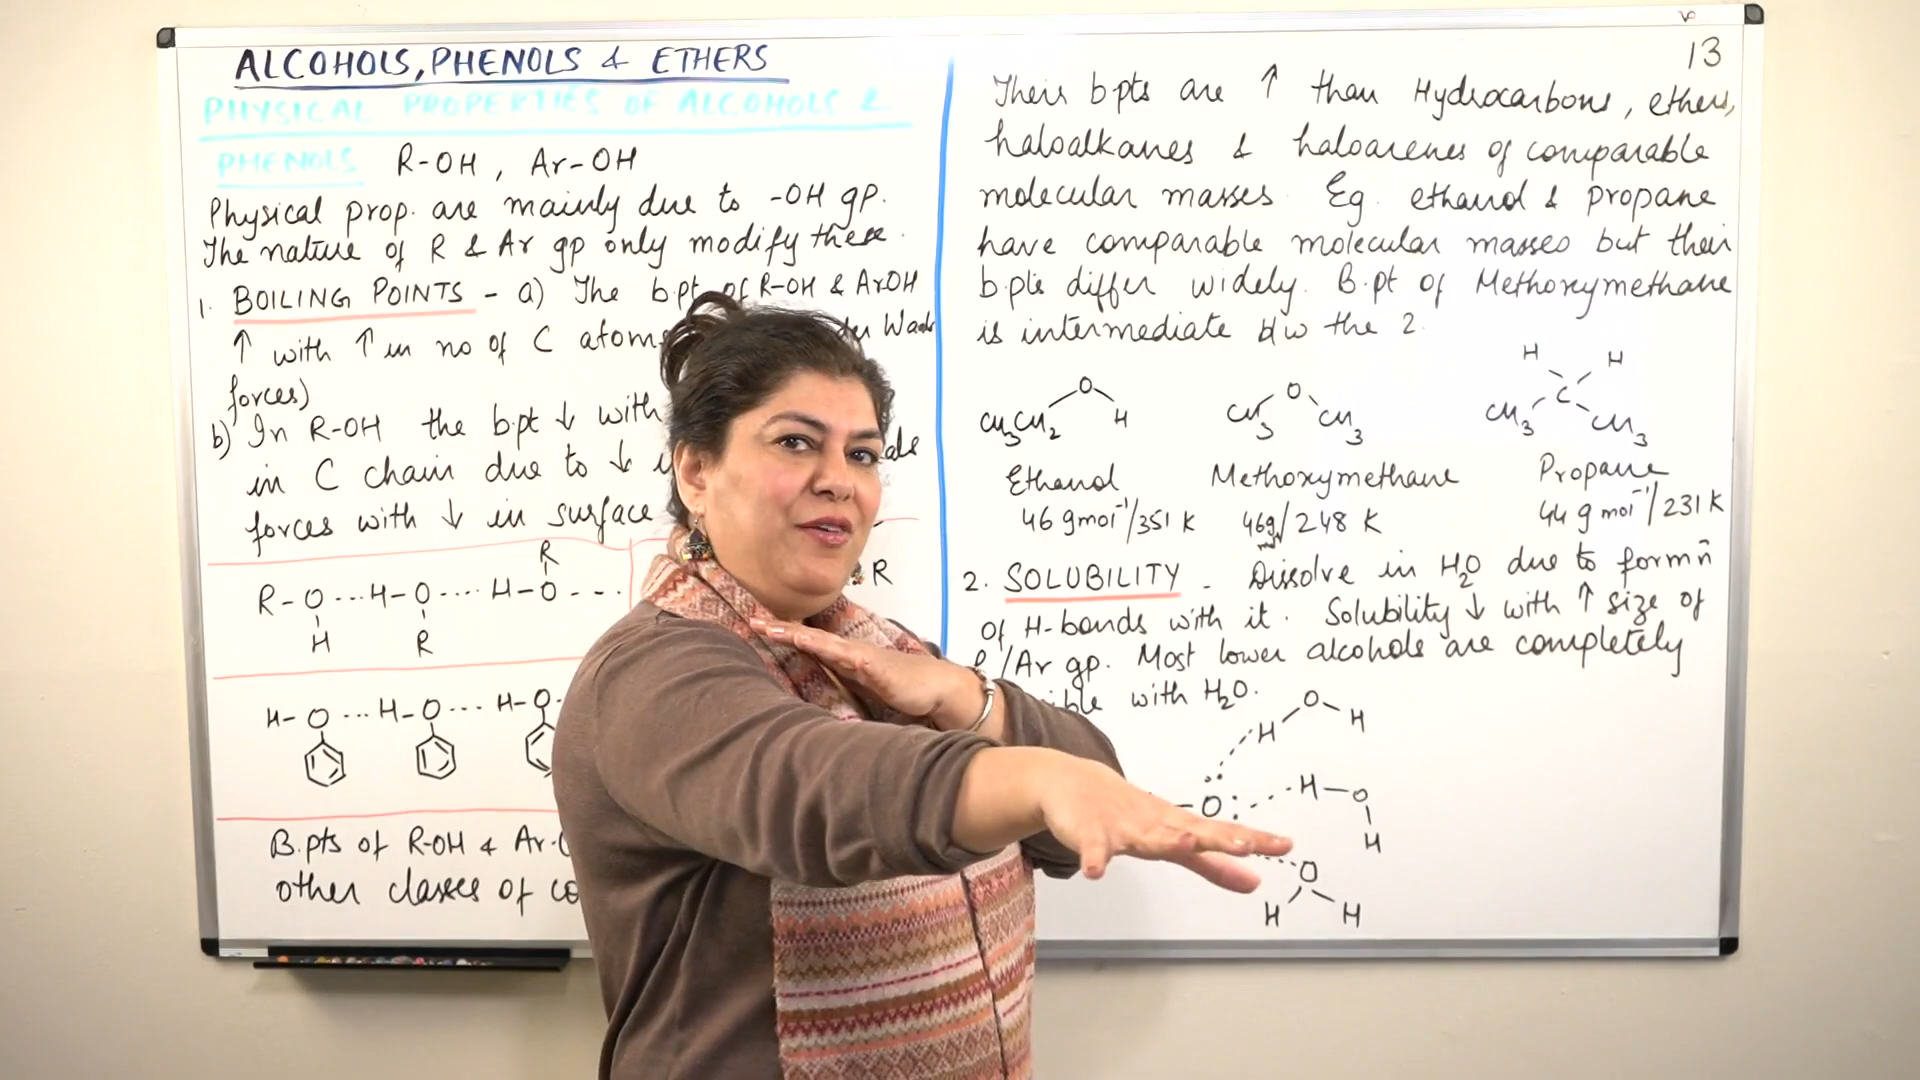 ALCOHOLS, PHENOLS & ETHERS
PHYSICAL PROPERTIES OF ALCOHOLS &
PHENOLS R-OH, Ar-OH
Physical prop. are mainly due to -OH gp.
The nature of R & Ar gp only modify these.
1. BOILING POINTS - a) The b.pt of R-OH & ArOH
↑ with ↑ in no of C atoms der Waals
forces)
b) In R-OH the b.pt ↓ with
in C chain due to ↓ in
forces with ↓ in surface
R
R-O---H-O----H-O---
H R
R
H-O---H-O---H-O-
B.pts of R-OH & Ar-O
other classes of co
13
Their b pts are ↑ than Hydrocarbons, ethers,
haloalkanes & haloarenes of comparable
molecular masses. Eg. ethanol & propane
have comparable molecular masses but their
b.pts differ widely. B.pt of Methoxymethane
is intermediate b/w the 2.
CH3CH2 O H
CH3 O CH3
H H C CH3 CH3
Ethanol Methoxymethane Propane
46 gmol⁻¹/351 K 46g/248 K 44 g mol⁻¹/231 K
mol
2. SOLUBILITY - Dissolve in H2O due to formn̄
of H-bonds with it. Solubility ↓ with ↑ size of
R/Ar gp. Most lower alcohols are completely
ible with H2O.
H O H
O H-O
H
O
H H